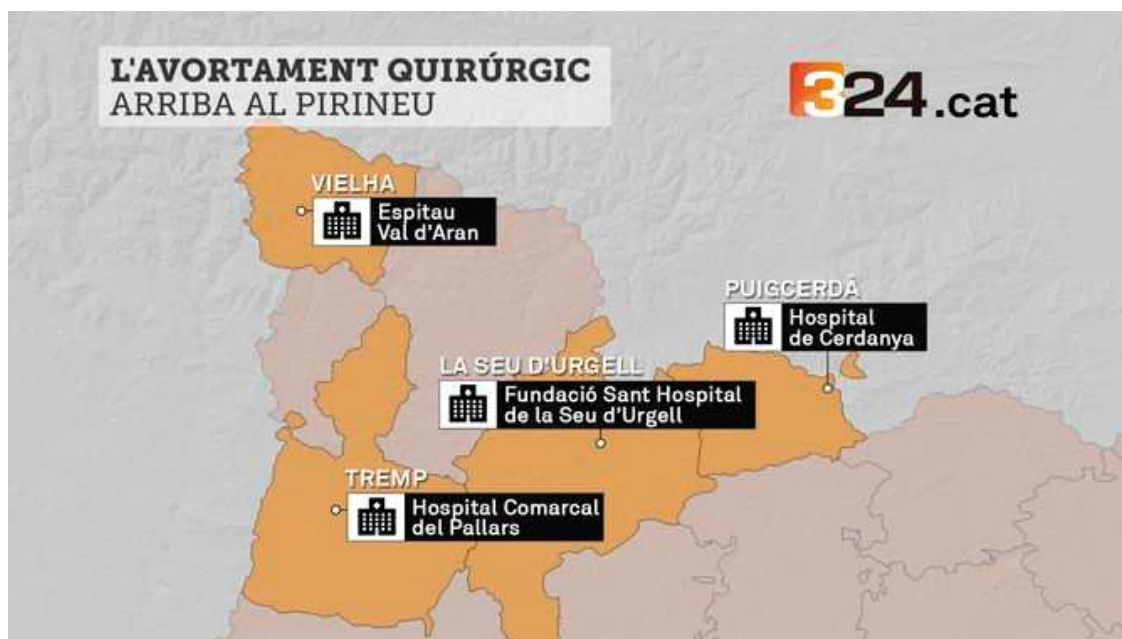 L'AVORTAMENT QUIRÚRGIC
ARRIBA AL PIRINEU
324.cat
VIELHA
Espitau
Val d'Aran
PUIGCERDÀ
Hospital
de Cerdanya
LA SEU D'URGELL
Fundació Sant Hospital
de la Seu d'Urgell
TREMP
Hospital Comarcal
del Pallars